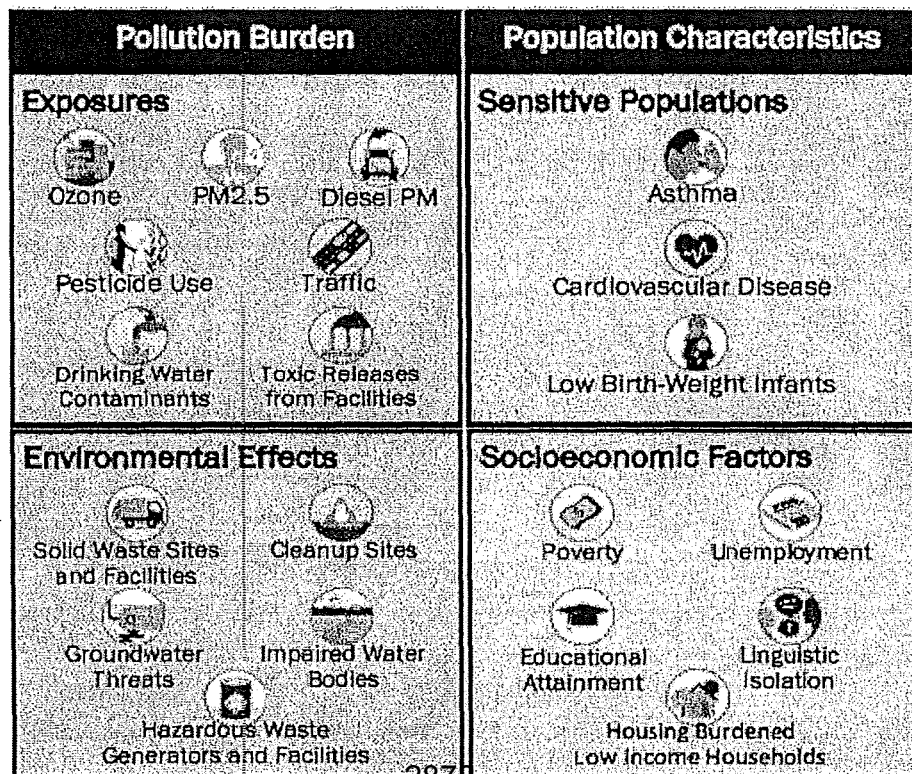 Pollution Burden
Population Characteristics
Exposures
Ozone
PM2.5
Diesel PM
Pesticide Use
Traffic
Drinking Water
Contaminants
Toxic Releases
from Facilities
Sensitive Populations
Asthma
Cardiovascular Disease
Low Birth-Weight Infants
Environmental Effects
Solid Waste Sites
and Facilities
Cleanup Sites
Groundwater
Threats
Impaired Water
Bodies
Hazardous Waste
Generators and Facilities
Socioeconomic Factors
Poverty
Unemployment
Educational
Attainment
Linguistic
Isolation
Housing Burdened
Low Income Households